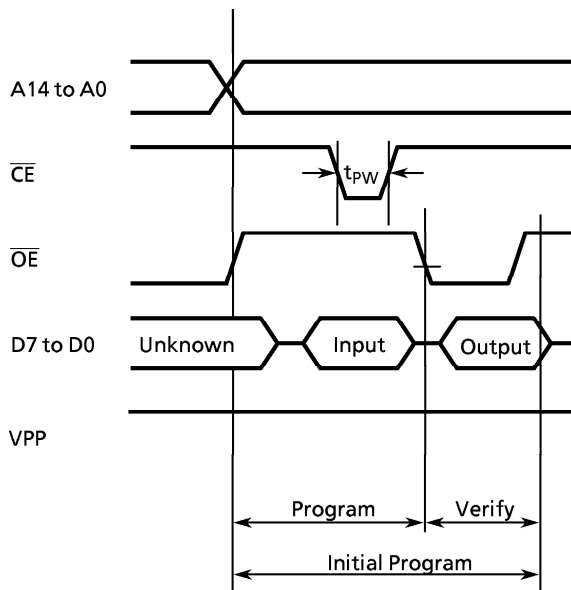 A14 to A0
CE
tPW
OE
D7 to D0
Unknown
Input
Output
VPP
Program
Verify
Initial Program